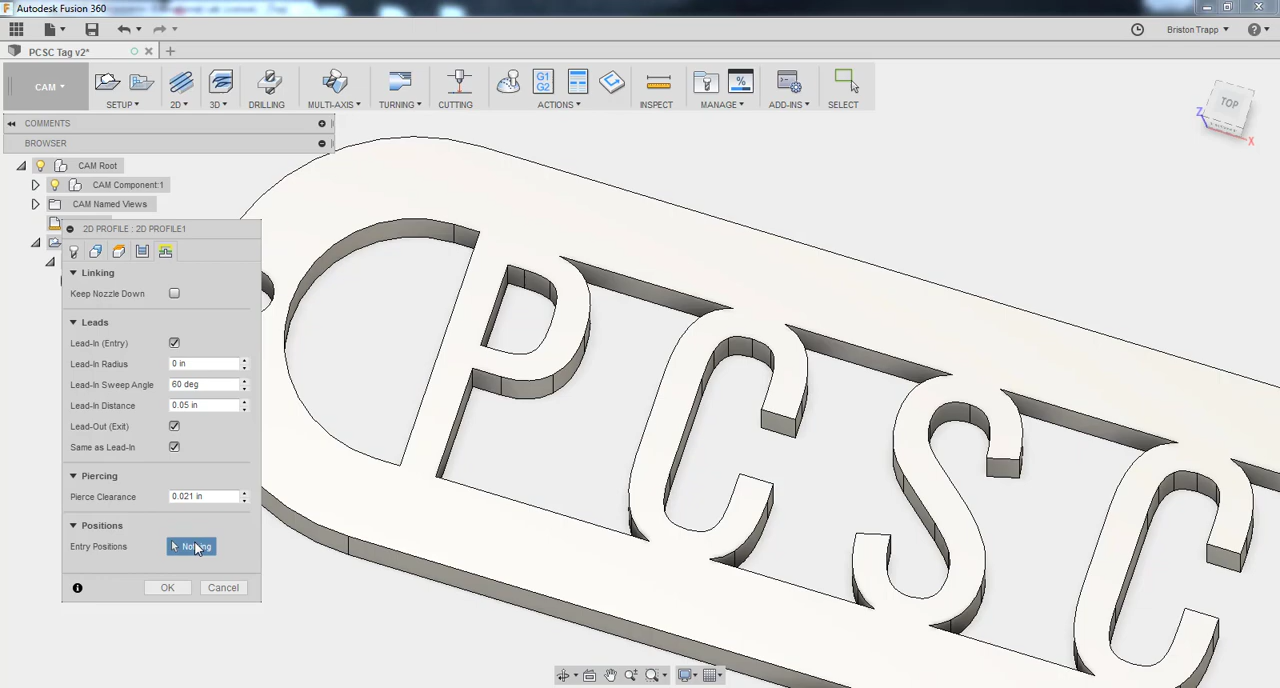 Autodesk Fusion 360
Briston Trapp
PCSC Tag v2*
CAM
SETUP
2D
3D
DRILLING
MULTI-AXIS
TURNING
CUTTING
G1
G2
ACTIONS
INSPECT
MANAGE
ADD-INS
SELECT
TOP
Z
X
COMMENTS
BROWSER
CAM Root
CAM Component:1
CAM Named Views
2D PROFILE : 2D PROFILE1
Linking
Keep Nozzle Down
Leads
Lead-In (Entry)
Lead-In Radius 0 in
Lead-In Sweep Angle 60 deg
Lead-In Distance 0.05 in
Lead-Out (Exit)
Same as Lead-In
Piercing
Pierce Clearance 0.021 in
Positions
Entry Positions Nothing
OK Cancel
PCSC